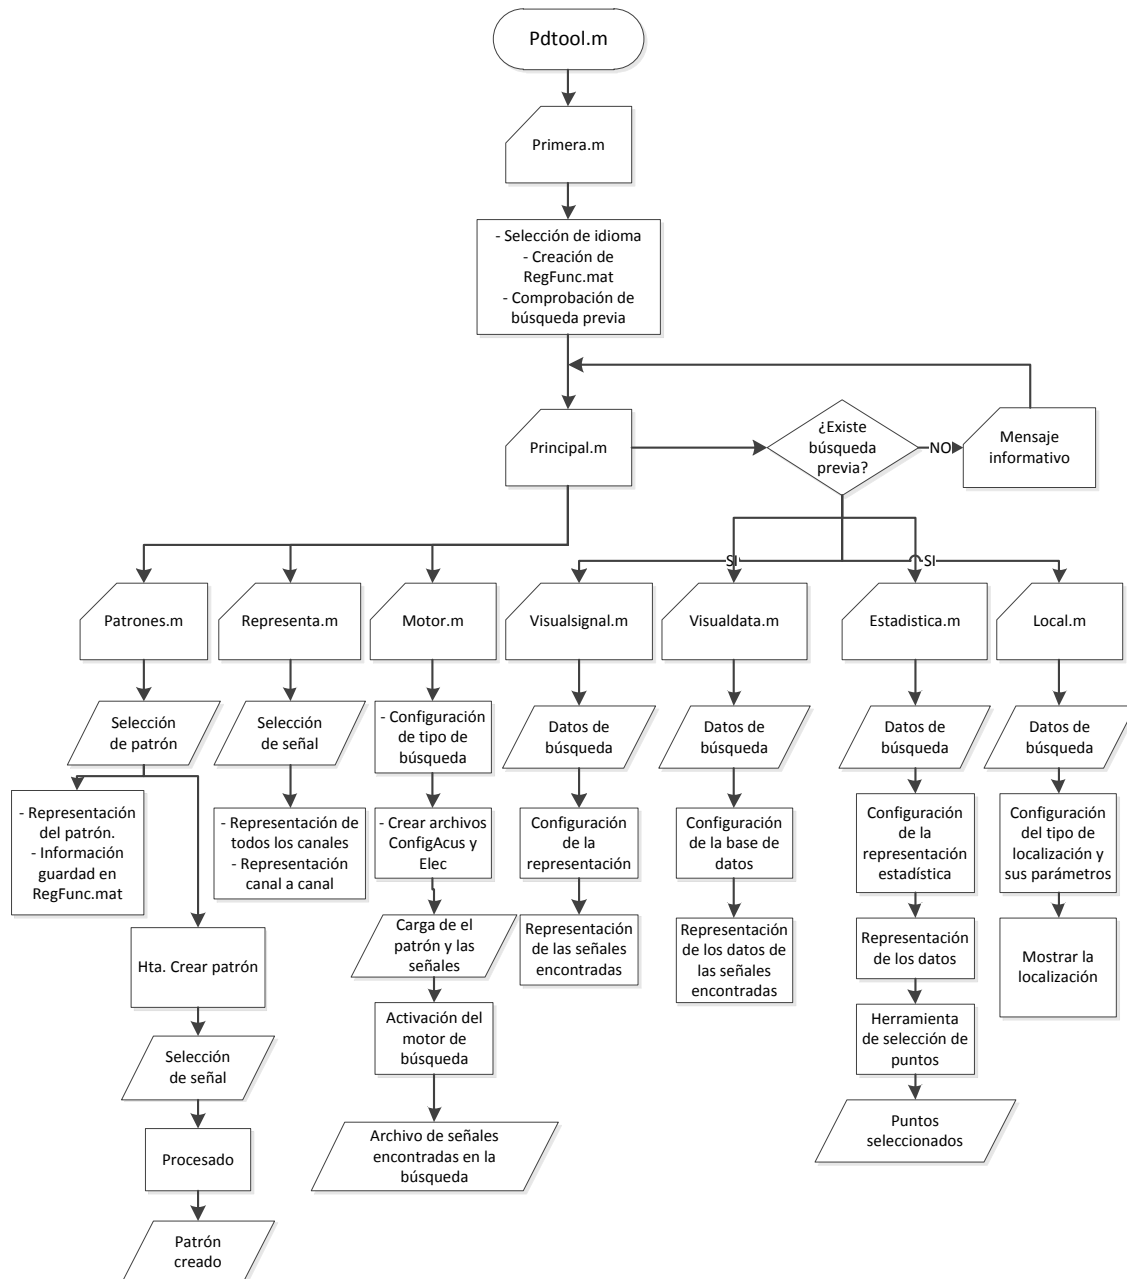 Pdtool.m
Primera.m
- Selección de idioma
- Creación de
RegFunc.mat
- Comprobación de
búsqueda previa
Principal.m
¿Existe
búsqueda
previa?
NO
Mensaje
informativo
SI
SI
Patrones.m
Representa.m
Motor.m
Visualsignal.m
Visualdata.m
Estadistica.m
Local.m
Selección
de patrón
Selección
de señal
- Configuración
de tipo de
búsqueda
Datos de
búsqueda
Datos de
búsqueda
Datos de
búsqueda
Datos de
búsqueda
- Representación
del patrón.
- Información
guardad en
RegFunc.mat
- Representación de
todos los canales
- Representación
canal a canal
- Crear archivos
ConfigAcus y
Elec
Configuración
de la
representación
Configuración
de la base de
datos
Configuración
de la
representación
estadística
Configuración
del tipo de
localización y
sus parámetros
Hta. Crear patrón
Carga de el
patrón y las
señales
Representación
de las señales
encontradas
Representación
de los datos de
las señales
encontradas
Representación
de los datos
Mostrar la
localización
Selección
de señal
Activación del
motor de
búsqueda
Herramienta
de selección de
puntos
Procesado
Archivo de señales
encontradas en la
búsqueda
Puntos
seleccionados
Patrón
creado